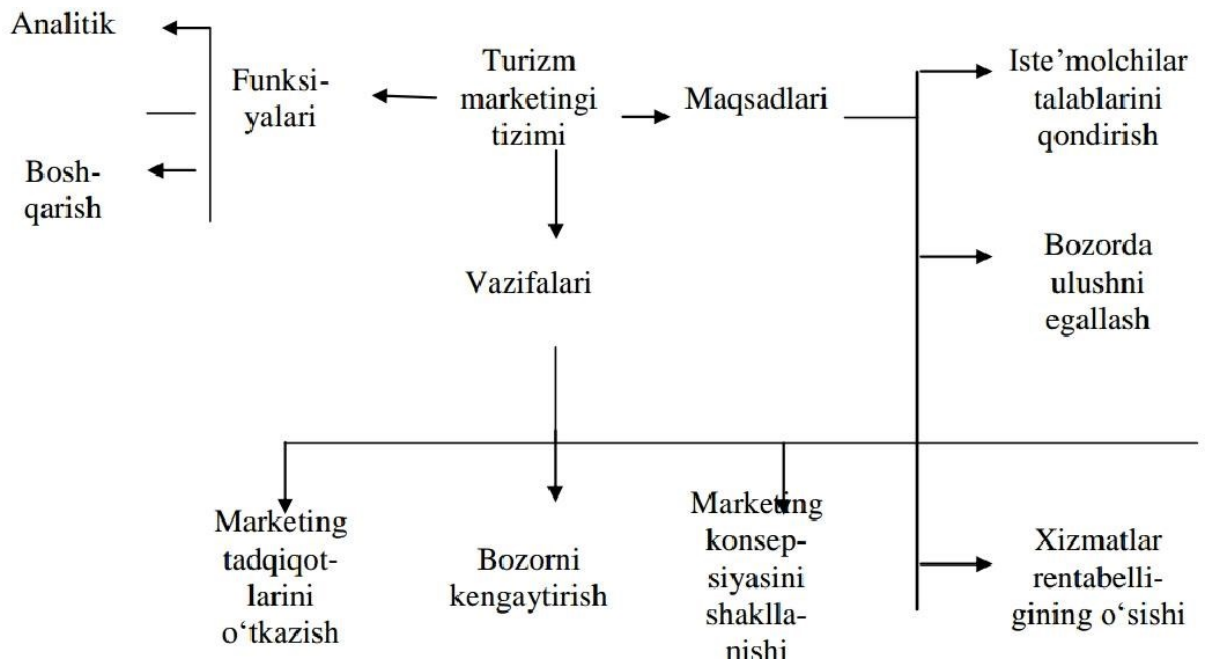 Analitik
Funksi-
yalari
Bosh-
qarish
Turizm
marketingi
tizimi
Maqsadlari
Iste’molchilar
talablarini
qondirish
Bozorda
ulushni
egallash
Vazifalari
Marketing
tadqiqot-
larini
o‘tkazish
Bozorni
kengaytirish
Marketing
konsep-
siyasini
shaklla-
nishi
Xizmatlar
rentabelli-
gining o‘sishi